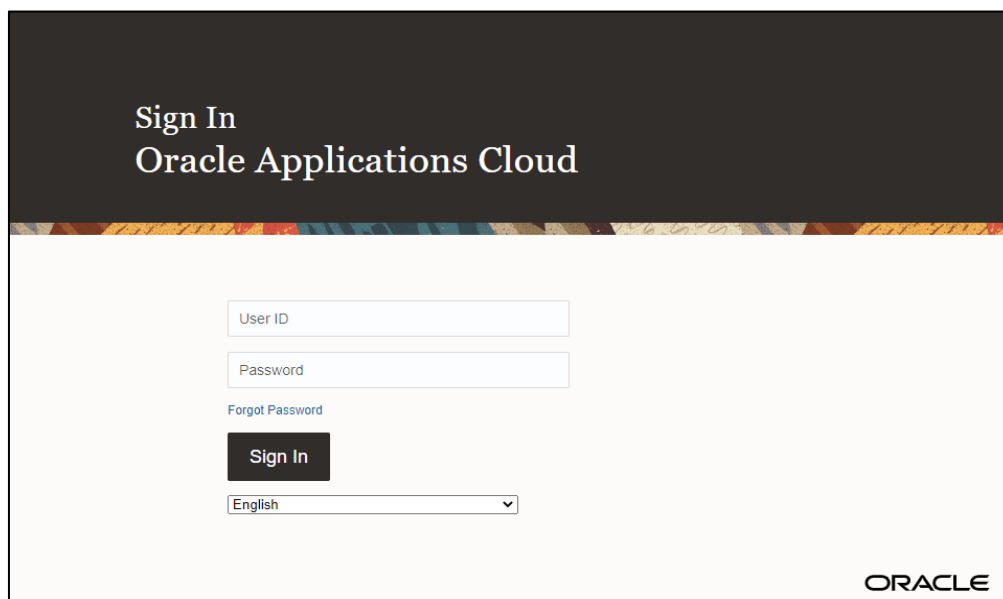 Sign In
Oracle Applications Cloud
User ID
Password
Forgot Password
Sign In
English
ORACLE